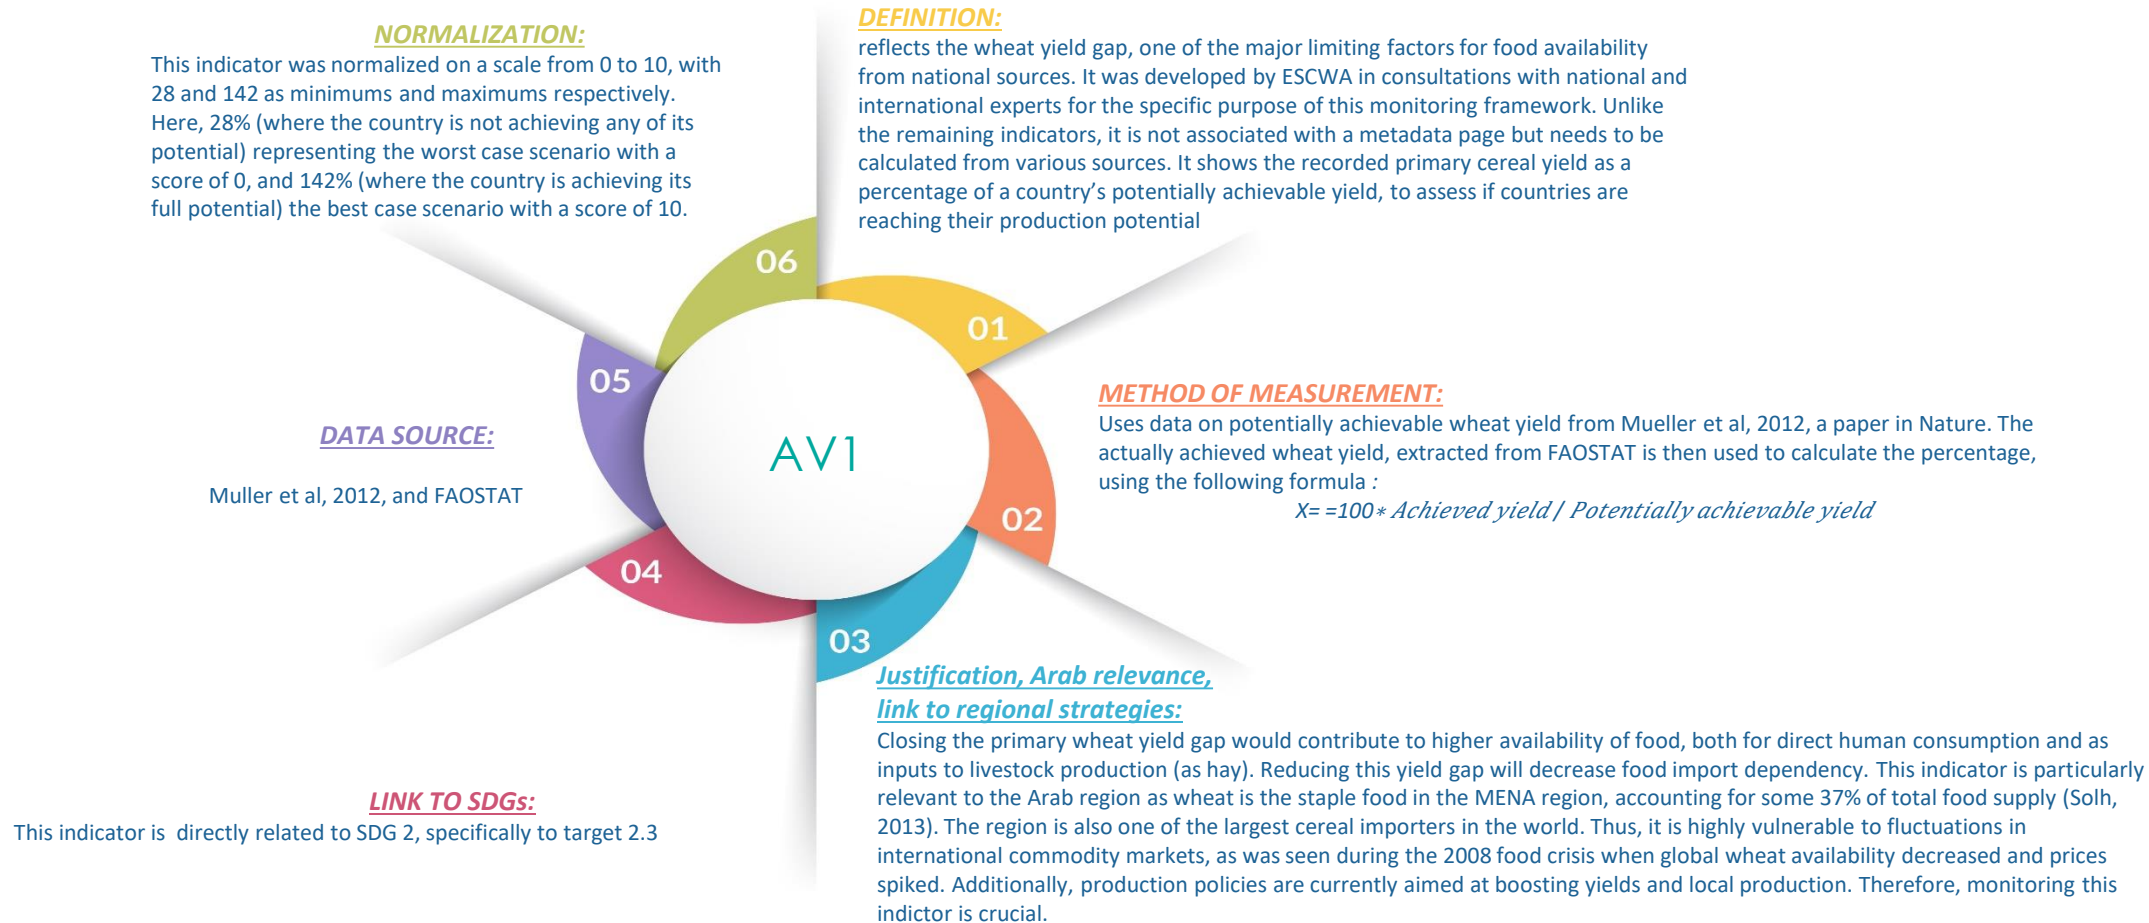 DEFINITION:
reflects the wheat yield gap, one of the major limiting factors for food availability
from national sources. It was developed by ESCWA in consultations with national and
international experts for the specific purpose of this monitoring framework. Unlike
the remaining indicators, it is not associated with a metadata page but needs to be
calculated from various sources. It shows the recorded primary cereal yield as a
percentage of a country's potentially achievable yield, to assess if countries are
reaching their production potential
01
METHOD OF MEASUREMENT:
Uses data on potentially achievable wheat yield from Mueller et al, 2012, a paper in Nature. The
actually achieved wheat yield, extracted from FAOSTAT is then used to calculate the percentage,
using the following formula :
X= =100* Achieved yield / Potentially achievable yield
02
03
Justification, Arab relevance,
link to regional strategies:
Closing the primary wheat yield gap would contribute to higher availability of food, both for direct human consumption and as
inputs to livestock production (as hay). Reducing this yield gap will decrease food import dependency. This indicator is particularly
relevant to the Arab region as wheat is the staple food in the MENA region, accounting for some 37% of total food supply (Solh,
2013). The region is also one of the largest cereal importers in the world. Thus, it is highly vulnerable to fluctuations in
international commodity markets, as was seen during the 2008 food crisis when global wheat availability decreased and prices
spiked. Additionally, production policies are currently aimed at boosting yields and local production. Therefore, monitoring this
indictor is crucial.
04
LINK TO SDGs:
This indicator is  directly related to SDG 2, specifically to target 2.3
05
DATA SOURCE:
Muller et al, 2012, and FAOSTAT
06
NORMALIZATION:
This indicator was normalized on a scale from 0 to 10, with
28 and 142 as minimums and maximums respectively.
Here, 28% (where the country is not achieving any of its
potential) representing the worst case scenario with a
score of 0, and 142% (where the country is achieving its
full potential) the best case scenario with a score of 10.
AV1